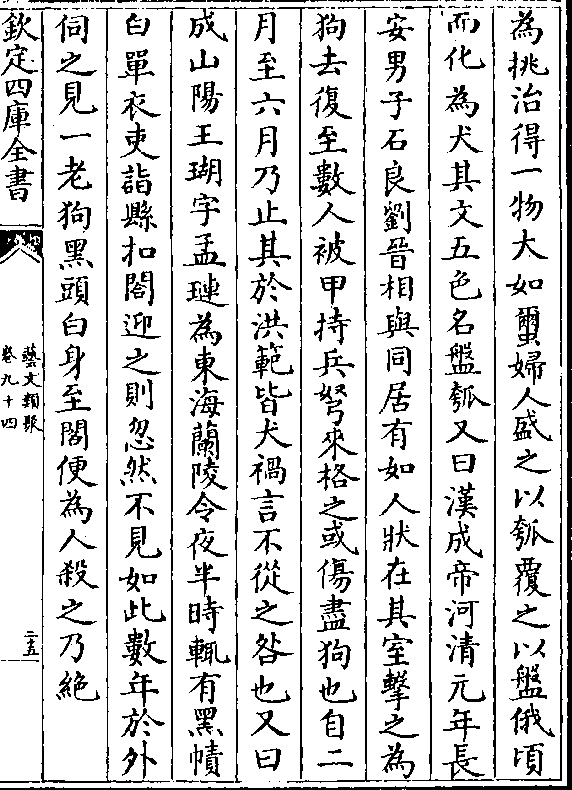 為挑治得一物大如蠒婦人盛之以瓠覆之以盤俄頃
而化為犬其文五色名盤瓠又曰漢成帝河清元年長
安男子石良劉晉相與同居有如人狀在其室擊之為
狗去復至數人被甲持兵弩來格之或傷盡狗也自二
月至六月乃止其於洪範皆犬禍言不從之咎也又曰
成山陽王瑚字孟璉為東海蘭陵令夜半時輒有黑幘
白單衣吏詣縣扣閤迎之則忽然不見如此數年於外
伺之見一老狗黑頭白身至閤便為人殺之乃絶
欽定四庫全書
藝文類聚
卷九十四
二十五